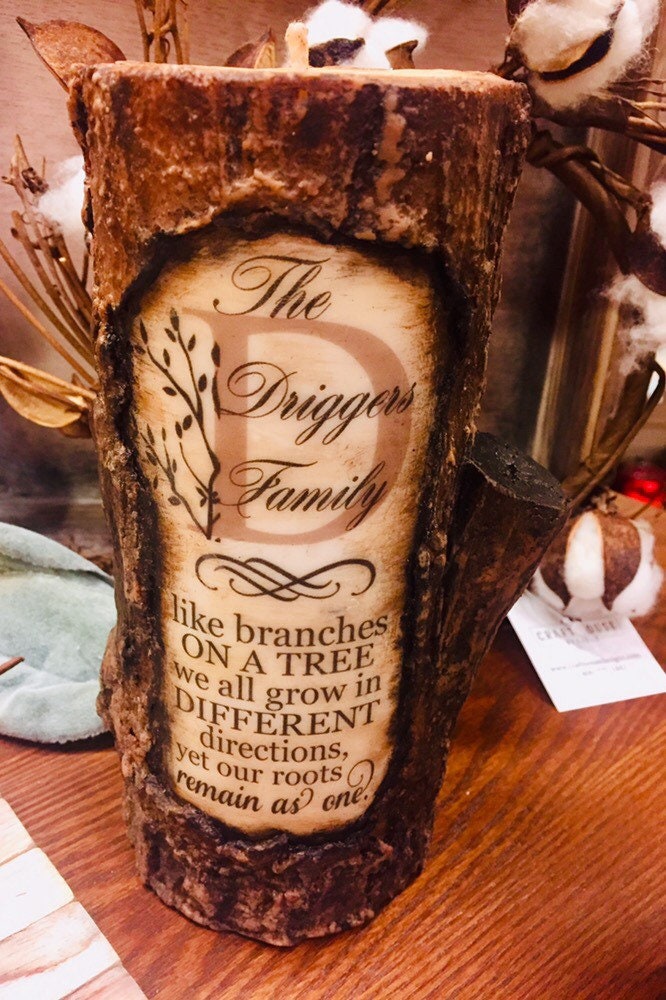 The
D
Driggers
Family
like branches
ON A TREE
we all grow in
DIFFERENT
directions,
yet our roots
remain as one.
CRAFT